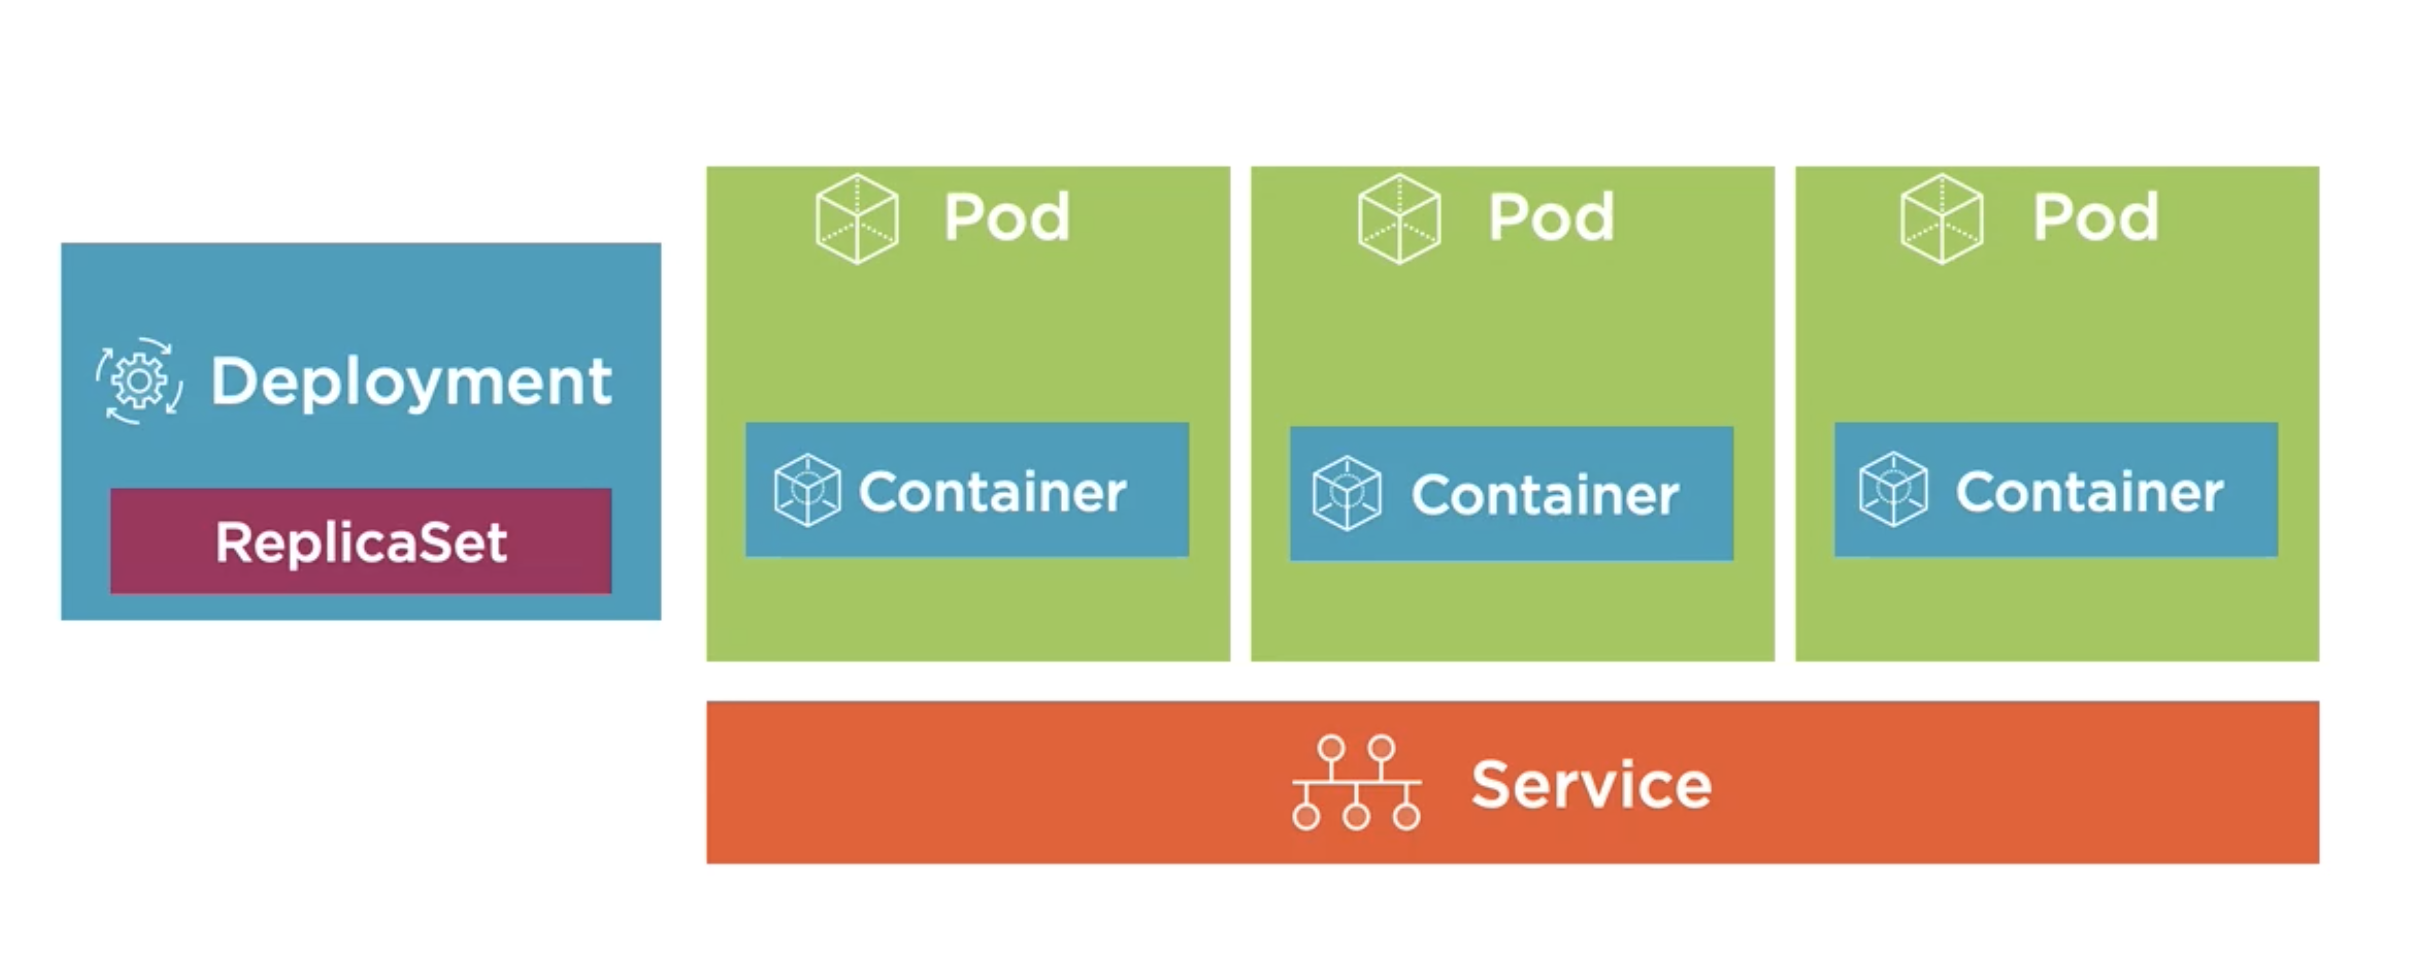 Pod
Pod
Pod
Deployment
ReplicaSet
Container
Container
Container
Service